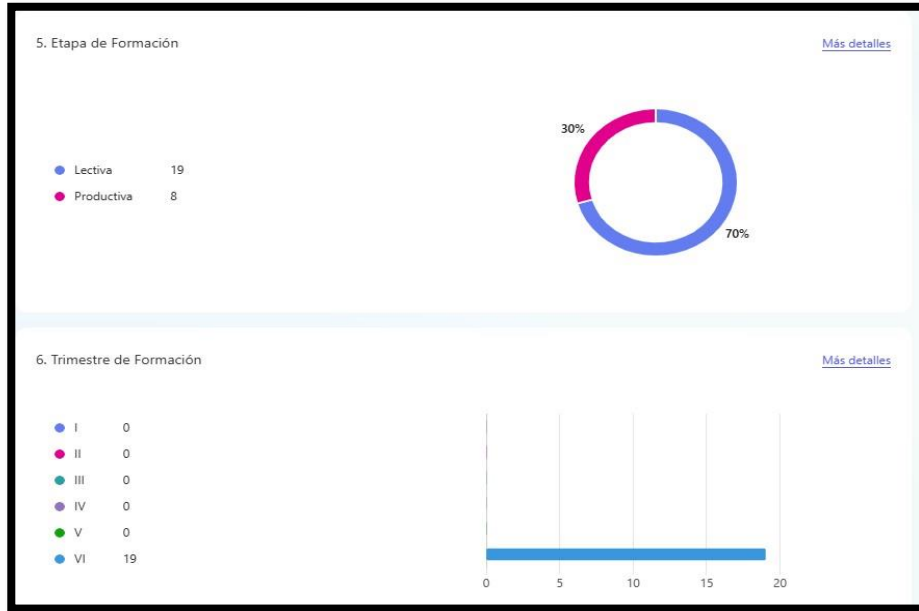 5. Etapa de Formación
Más detalles
Lectiva 19
Productiva 8
30%
70%
6. Trimestre de Formación
Más detalles
I 0
II 0
III 0
IV 0
V 0
VI 19
0 5 10 15 20